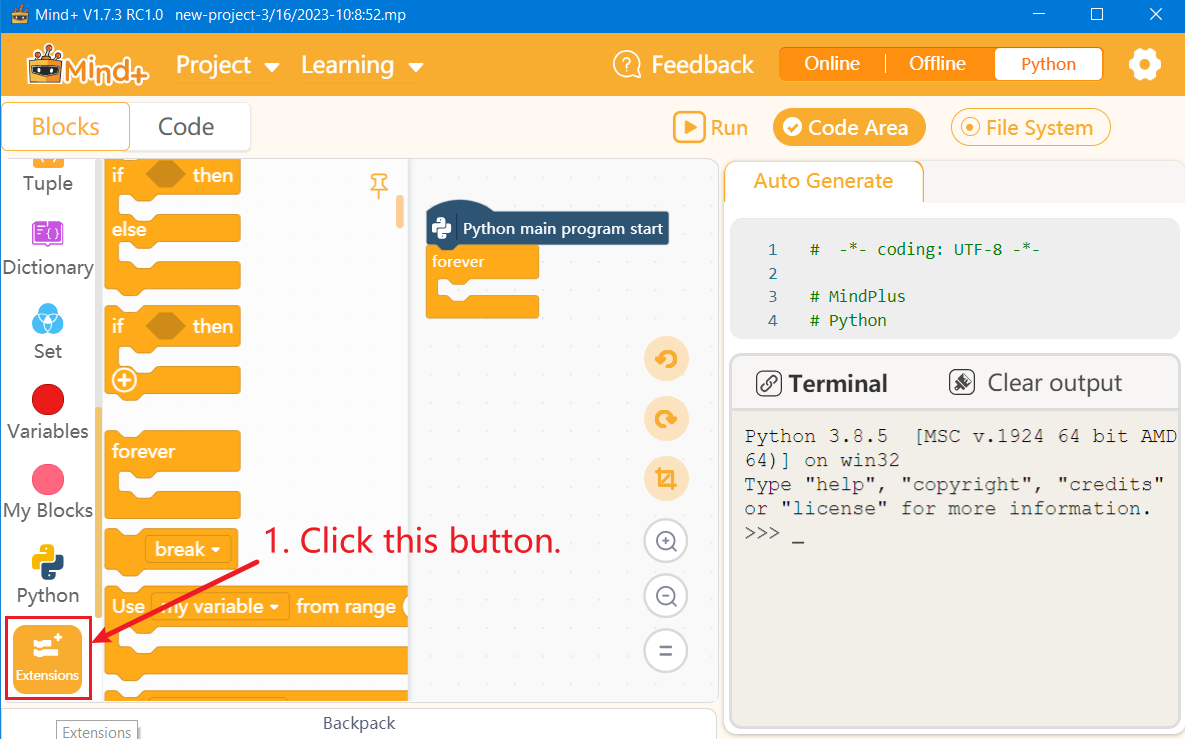 Mind+ V1.7.3 RC1.0 new-project-3/16/2023-10:8:52.mp
Mind+ Project Learning Feedback Online Offline Python
Blocks Code Run Code Area File System
Tuple
Dictionary
Set
Variables
My Blocks
Python
Extensions
if then
else
if then
forever
break
Use my variable from range
1. Click this button.
Python main program start
forever
Auto Generate
1 # -*- coding: UTF-8 -*-
2
3 # MindPlus
4 # Python
Terminal Clear output
Python 3.8.5 [MSC v.1924 64 bit AMD
64)] on win32
Type "help", "copyright", "credits"
or "license" for more information.
>>> _
Backpack
Extensions